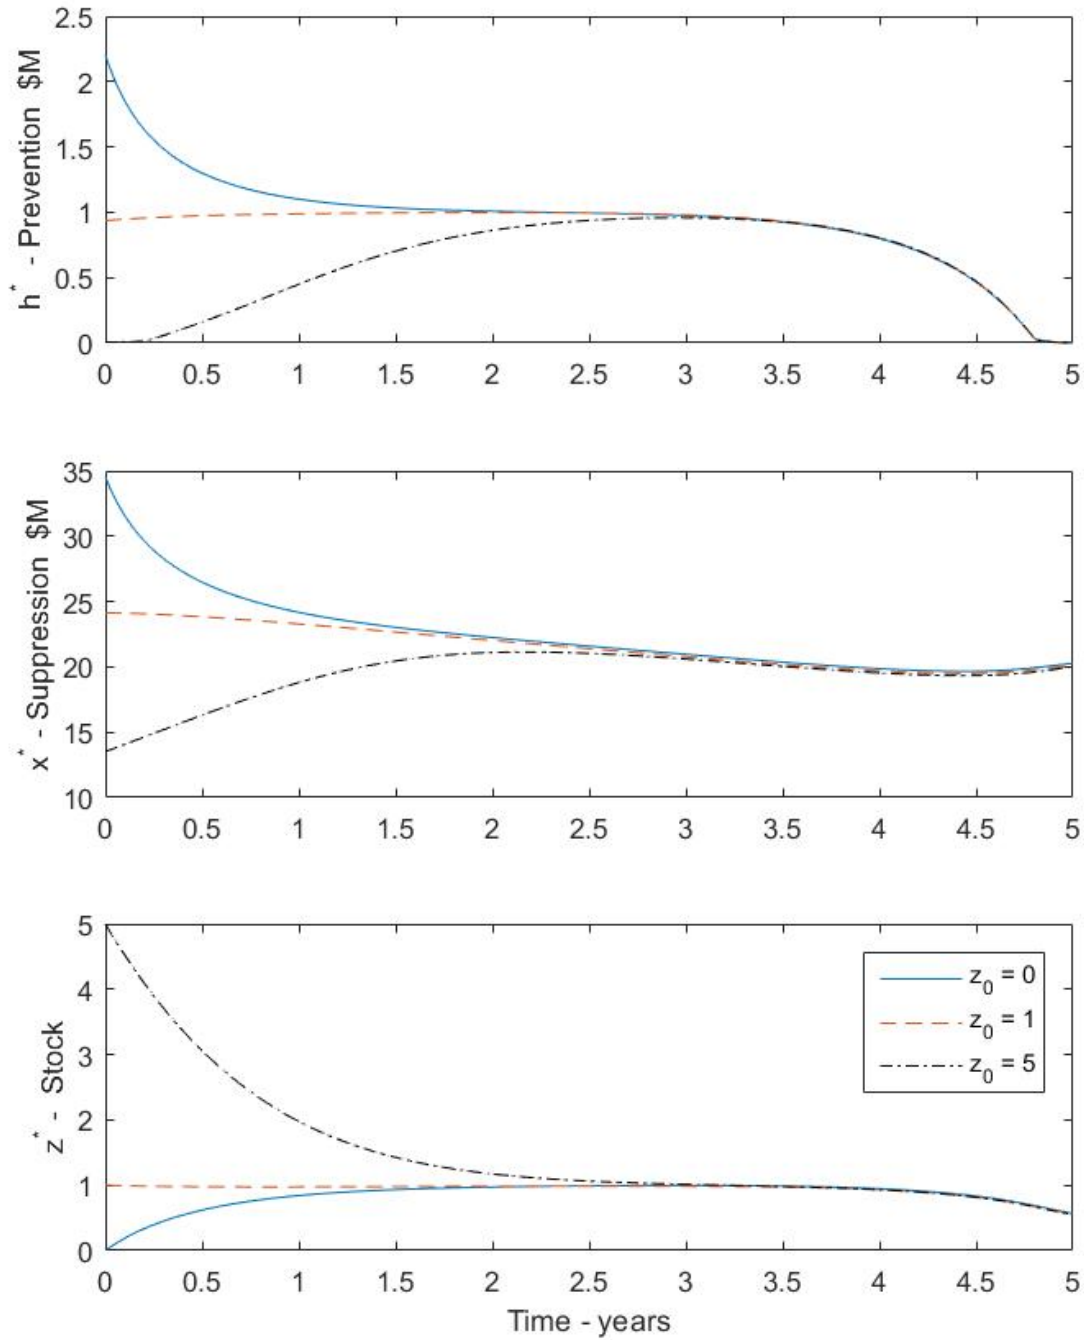 2.5
2
1.5
1
0.5
0
h* - Prevention $M
0 0.5 1 1.5 2 2.5 3 3.5 4 4.5 5
35
30
25
20
15
10
x* - Suppression $M
0 0.5 1 1.5 2 2.5 3 3.5 4 4.5 5
5
4
3
2
1
0
z* - Stock
z0 = 0
z0 = 1
z0 = 5
0 0.5 1 1.5 2 2.5 3 3.5 4 4.5 5
Time - years